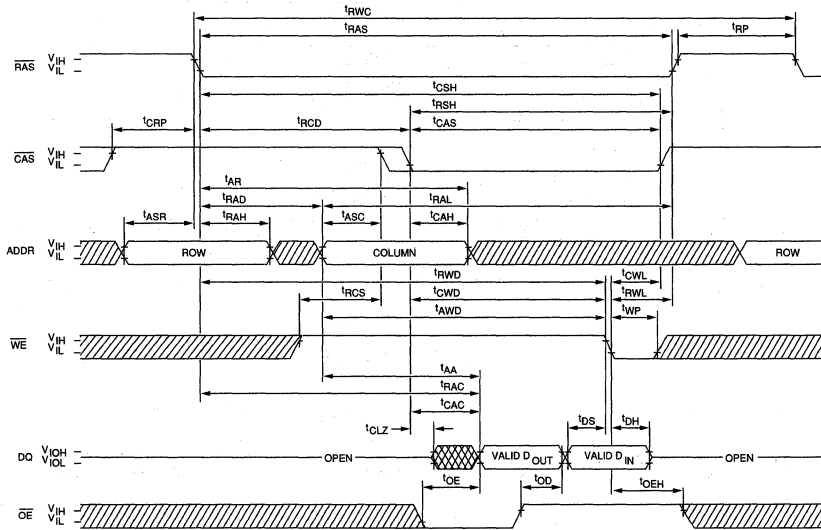 tRWC
tRAS tRP
RAS VIH
VIL
tCSH
tRSH
tCRP tRCD tCAS
CAS VIH
VIL
tAR
tRAD tRAL
tASR tRAH tASC tCAH
ADDR VIH
VIL
ROW COLUMN ROW
tRWD tCWL
tRCS tCWD tRWL
tAWD tWP
WE VIH
VIL
tAA
tRAC
tCAC
tCLZ tDS tDH
DQ VIOH
VIOL
OPEN VALID DOUT VALID DIN OPEN
tOE tOD tOEH
OE VIH
VIL